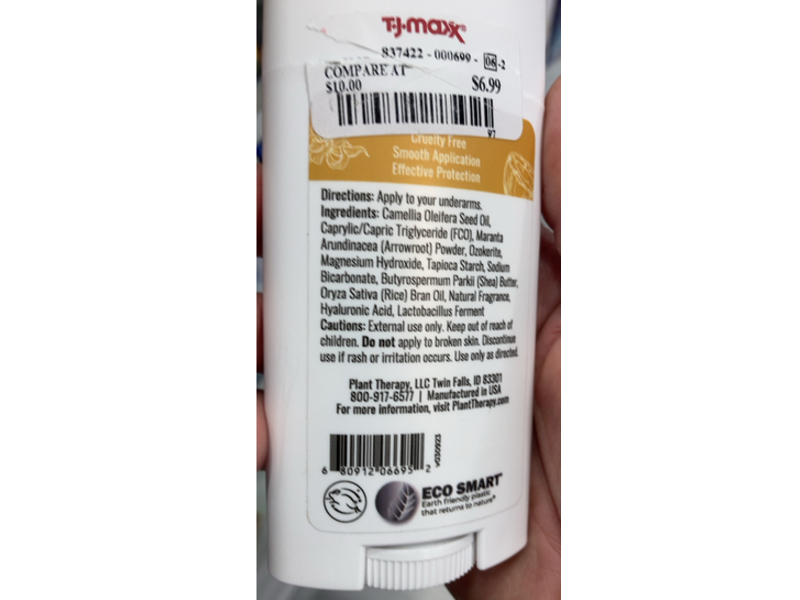 T·J·maxx®
837422 - 000699 - 06 -2
COMPARE AT
$10.00
$6.99
97
Cruelty Free
Smooth Application
Effective Protection
Directions: Apply to your underarms.
Ingredients: Camellia Oleifera Seed Oil,
Caprylic/Capric Triglyceride (FCO), Maranta
Arundinacea (Arrowroot) Powder, Ozokerite,
Magnesium Hydroxide, Tapioca Starch, Sodium
Bicarbonate, Butyrospermum Parkii (Shea) Butter,
Oryza Sativa (Rice) Bran Oil, Natural Fragrance,
Hyaluronic Acid, Lactobacillus Ferment
Cautions: External use only. Keep out of reach of
children. Do not apply to broken skin. Discontinue
use if rash or irritation occurs. Use only as directed.
Plant Therapy, LLC Twin Falls, ID 83301
800-917-6577 | Manufactured in USA
For more information, visit PlantTherapy.com
v030923
6 80912 06695 2
ECO SMART™
Earth friendly plastic
that returns to nature®